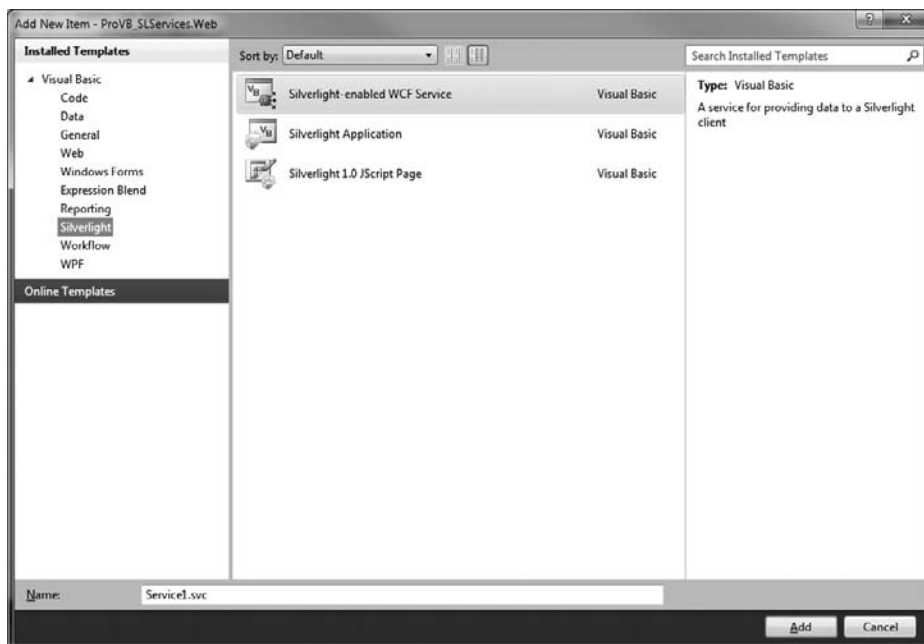 Add New Item - ProVB_SLServices.Web
Installed Templates
Visual Basic
Code
Data
General
Web
Windows Forms
Expression Blend
Reporting
Silverlight
Workflow
WPF
Online Templates
Sort by: Default
Silverlight-enabled WCF Service Visual Basic
Silverlight Application Visual Basic
Silverlight 1.0 JScript Page Visual Basic
Search Installed Templates
Type: Visual Basic
A service for providing data to a Silverlight
client
Name: Service1.svc
Add Cancel